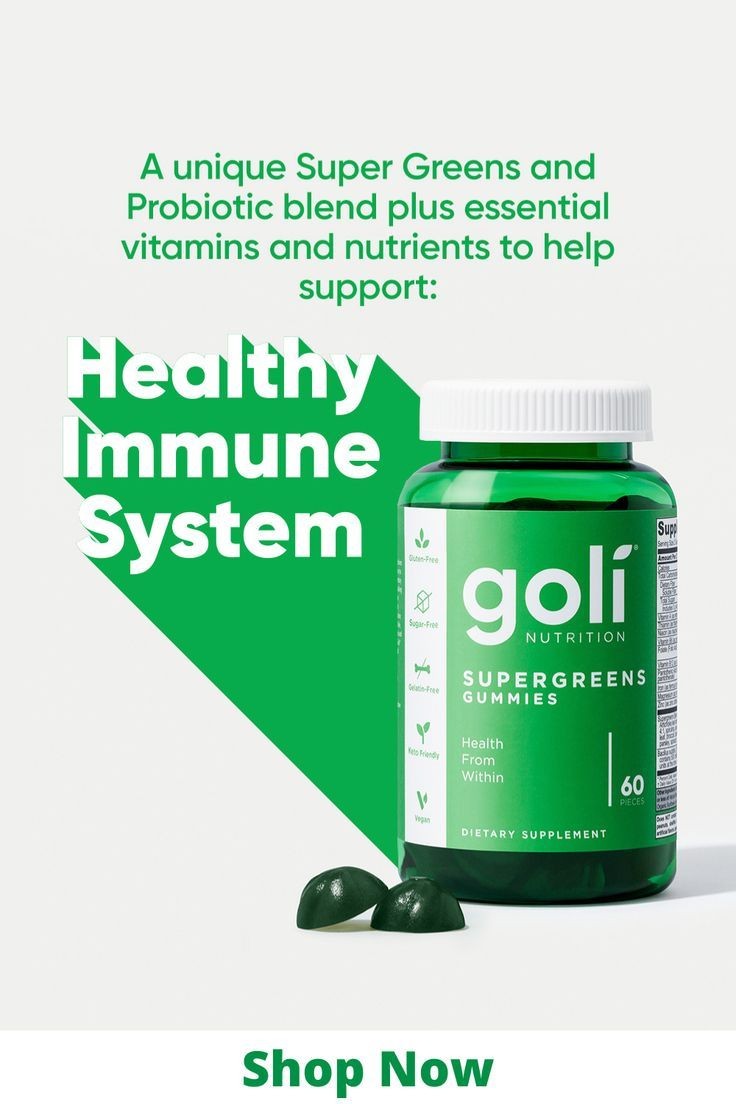 A unique Super Greens and
Probiotic blend plus essential
vitamins and nutrients to help
support:
Healthy
Immune
System
Gluten-Free
Sugar-Free
Gelatin-Free
Keto Friendly
Vegan
goli®
NUTRITION
SUPERGREENS
GUMMIES
Health
From
Within
60
PIECES
DIETARY SUPPLEMENT
Shop Now